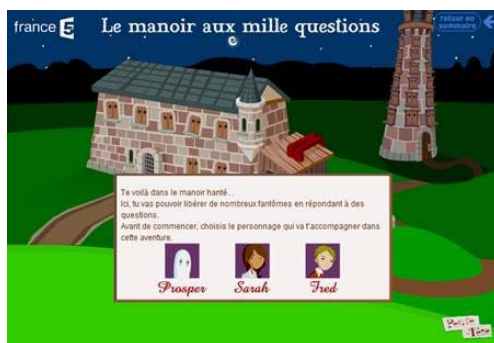 france 5
Le manoir aux mille questions
retour au
sommaire
Te voilà dans le manoir hanté...
Ici, tu vas pouvoir libérer de nombreux fantômes en répondant à des
questions.
Avant de commencer, choisis le personnage qui va t'accompagner dans
cette aventure.
Prosper Sarah Fred